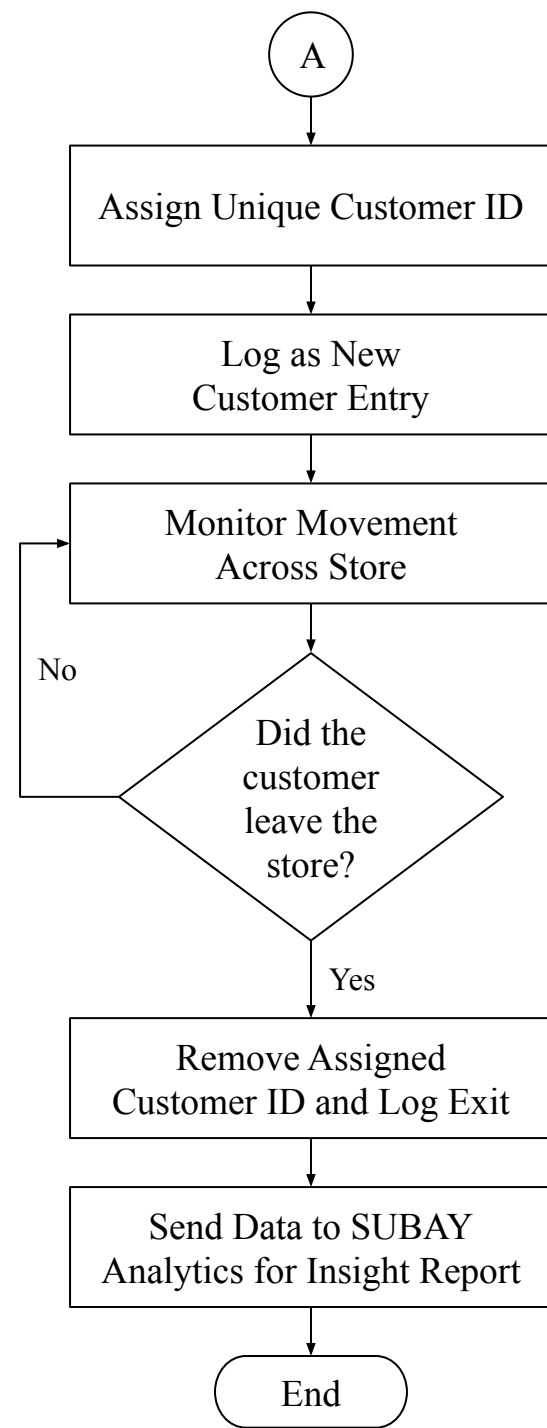 A
Assign Unique Customer ID
Log as New
Customer Entry
Monitor Movement
Across Store
No
Did the
customer
leave the
store?
Yes
Remove Assigned
Customer ID and Log Exit
Send Data to SUBAY
Analytics for Insight Report
End